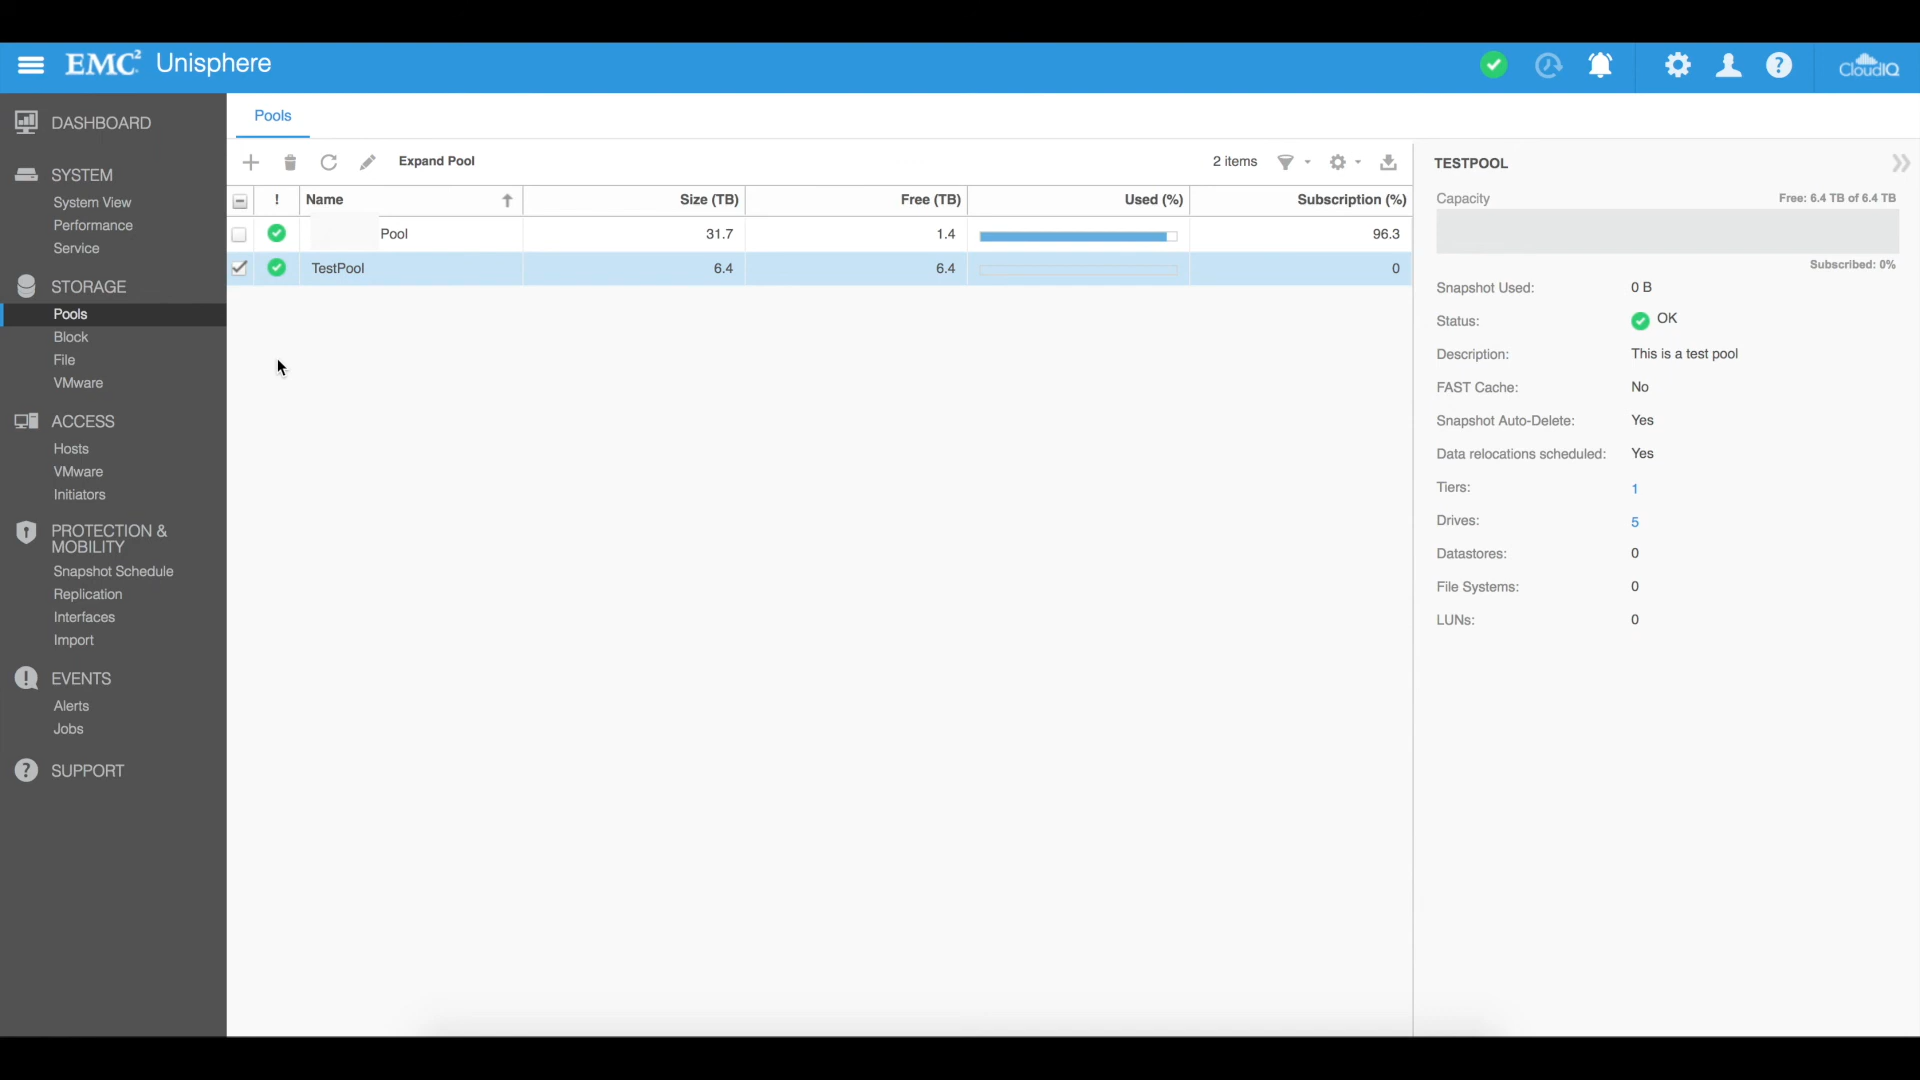 EMC² Unisphere
CloudIQ
DASHBOARD
SYSTEM
System View
Performance
Service
STORAGE
Pools
Block
File
VMware
ACCESS
Hosts
VMware
Initiators
PROTECTION &
MOBILITY
Snapshot Schedule
Replication
Interfaces
Import
EVENTS
Alerts
Jobs
SUPPORT
Pools
Expand Pool
2 items
! Name Size (TB) Free (TB) Used (%) Subscription (%)
Pool 31.7 1.4 96.3
TestPool 6.4 6.4 0
TESTPOOL
Capacity Free: 6.4 TB of 6.4 TB
Subscribed: 0%
Snapshot Used: 0 B
Status: OK
Description: This is a test pool
FAST Cache: No
Snapshot Auto-Delete: Yes
Data relocations scheduled: Yes
Tiers: 1
Drives: 5
Datastores: 0
File Systems: 0
LUNs: 0